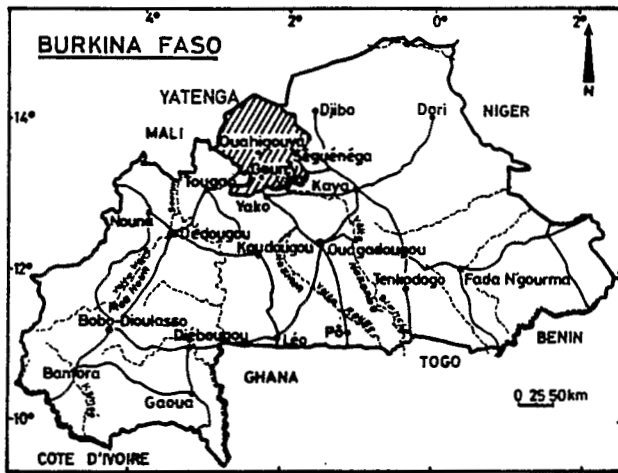 4° 2° 0° 2°
BURKINA FASO
N
YATENGA
14°
Djibo
Dori
NIGER
MALI
Ouahigouya
Séguénéga
Gourcy
Tougan
Kaya
Yako
Nouna
Dédougou
Koudougou
Ouagadougou
12°
Tenkodogo
Fada N'gourma
Bobo-Dioulasso
Diébougou
Léo
Pô
BENIN
TOGO
Banfora
GHANA
Gaoua
0 25 50km
10°
COTE D'IVOIRE